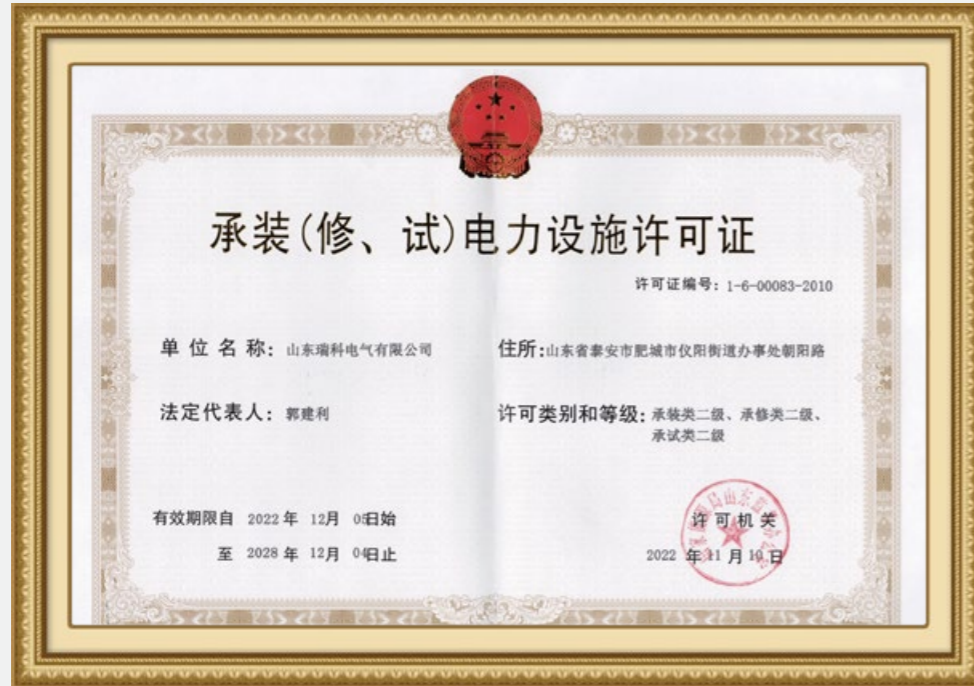 承装(修、试)电力设施许可证
许可证编号：1-6-00083-2010
单位名称：山东瑞科电气有限公司
住所：山东省泰安市肥城市仪阳街道办事处朝阳路
法定代表人：郭建利
许可类别和等级：承装类二级、承修类二级、
承试类二级
有效期限自 2022 年 12月 05日始
至 2028 年 12月 04日止
许可机关
2022 年 11 月 10 日